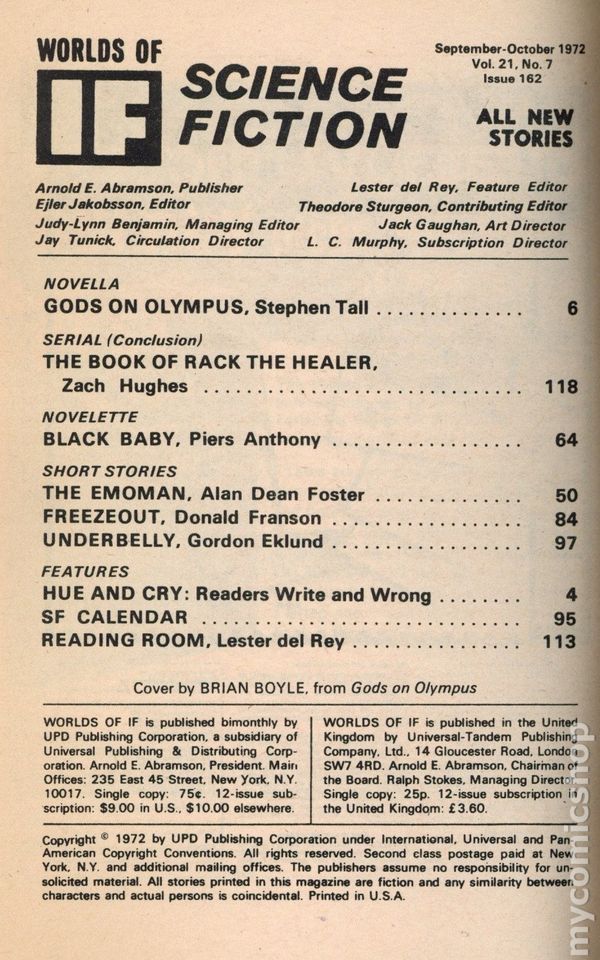 WORLDS OF
IF
SCIENCE
FICTION
September-October 1972
Vol. 21, No. 7
Issue 162
ALL NEW
STORIES
Arnold E. Abramson, Publisher
Lester del Rey, Feature Editor
Ejler Jakobsson, Editor
Theodore Sturgeon, Contributing Editor
Judy-Lynn Benjamin, Managing Editor
Jack Gaughan, Art Director
Jay Tunick, Circulation Director
L. C. Murphy, Subscription Director
NOVELLA
GODS ON OLYMPUS, Stephen Tall . . . . . . . . . . . . . . 6
SERIAL (Conclusion)
THE BOOK OF RACK THE HEALER,
Zach Hughes . . . . . . . . . . . . . . . . . . . . . . . . . . . . . 118
NOVELETTE
BLACK BABY, Piers Anthony . . . . . . . . . . . . . . . . . 64
SHORT STORIES
THE EMOMAN, Alan Dean Foster . . . . . . . . . . . . . . 50
FREEZEOUT, Donald Franson . . . . . . . . . . . . . . . . . 84
UNDERBELLY, Gordon Eklund . . . . . . . . . . . . . . . . . 97
FEATURES
HUE AND CRY: Readers Write and Wrong . . . . . . . . 4
SF CALENDAR . . . . . . . . . . . . . . . . . . . . . . . . . . . . . 95
READING ROOM, Lester del Rey . . . . . . . . . . . . . . . 113
Cover by BRIAN BOYLE, from Gods on Olympus
WORLDS OF IF is published bimonthly by
UPD Publishing Corporation, a subsidiary of
Universal Publishing & Distributing Corp-
oration. Arnold E. Abramson, President. Main
Offices: 235 East 45 Street, New York, N.Y.
10017. Single copy: 75¢. 12-issue sub-
scription: $9.00 in U.S., $10.00 elsewhere.
WORLDS OF IF is published in the United
Kingdom by Universal-Tandem Publishing
Company, Ltd., 14 Gloucester Road, London
SW7 4RD. Arnold E. Abramson, Chairman of
the Board. Ralph Stokes, Managing Director
Single copy: 25p. 12-issue subscription in
the United Kingdom: £3.60.
Copyright © 1972 by UPD Publishing Corporation under International, Universal and Pan-
American Copyright Conventions. All rights reserved. Second class postage paid at New
York, N.Y. and additional mailing offices. The publishers assume no responsibility for un-
solicited material. All stories printed in this magazine are fiction and any similarity between
characters and actual persons is coincidental. Printed in U.S.A.
mycomicshop